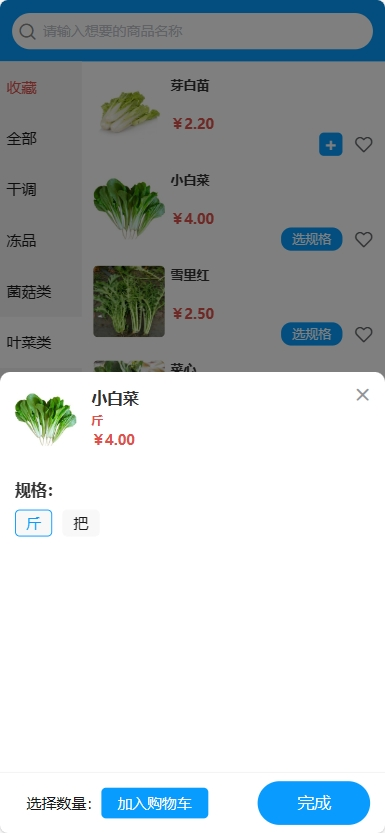 请输入想要的商品名称
收藏
全部
干调
冻品
菌菇类
叶菜类
芽白苗
￥2.20
小白菜
￥4.00
选规格
雪里红
￥2.50
选规格
菜心
小白菜
斤
￥4.00
规格：
斤
把
选择数量：
加入购物车
完成